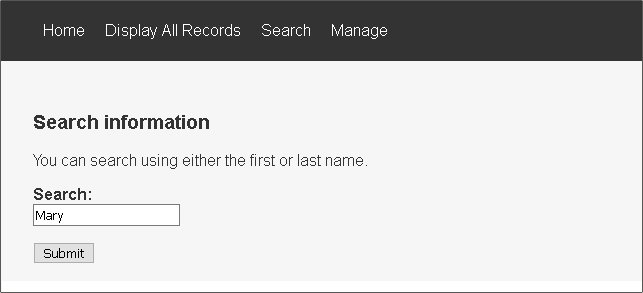 Home Display All Records Search Manage
Search information
You can search using either the first or last name.
Search:
Mary
Submit